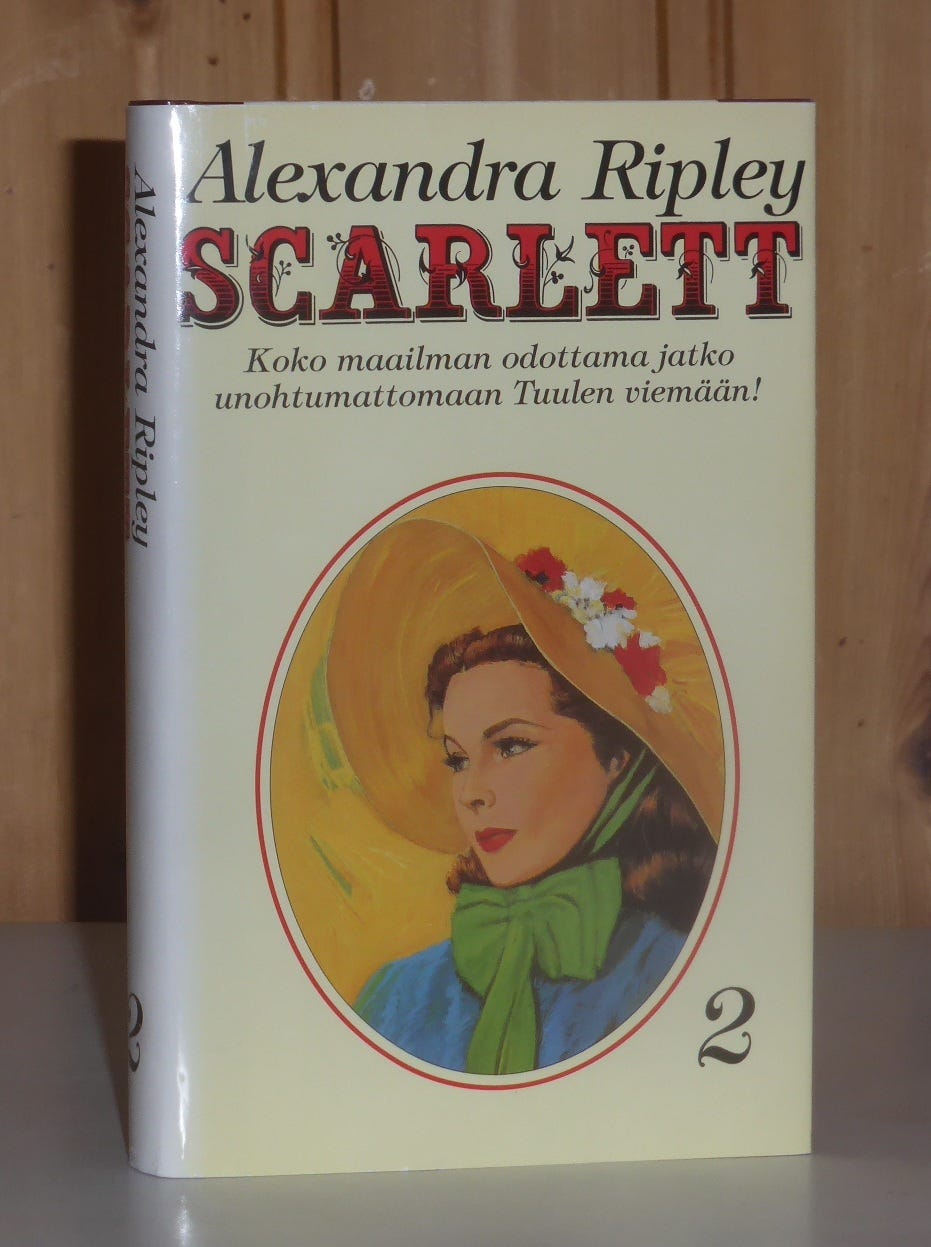 Alexandra Ripley
SCARLETT
Koko maailman odottama jatko
unohtumattomaan Tuulen viemään!
2
Alexandra Ripley
2